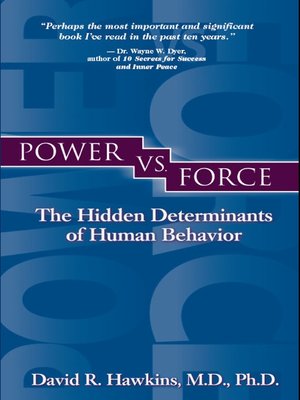 “Perhaps the most important and significant
book I’ve read in the past ten years.”
— Dr. Wayne W. Dyer,
author of 10 Secrets for Success
and Inner Peace
POWER
VS.
FORCE
The Hidden Determinants
of Human Behavior
David R. Hawkins, M.D., Ph.D.